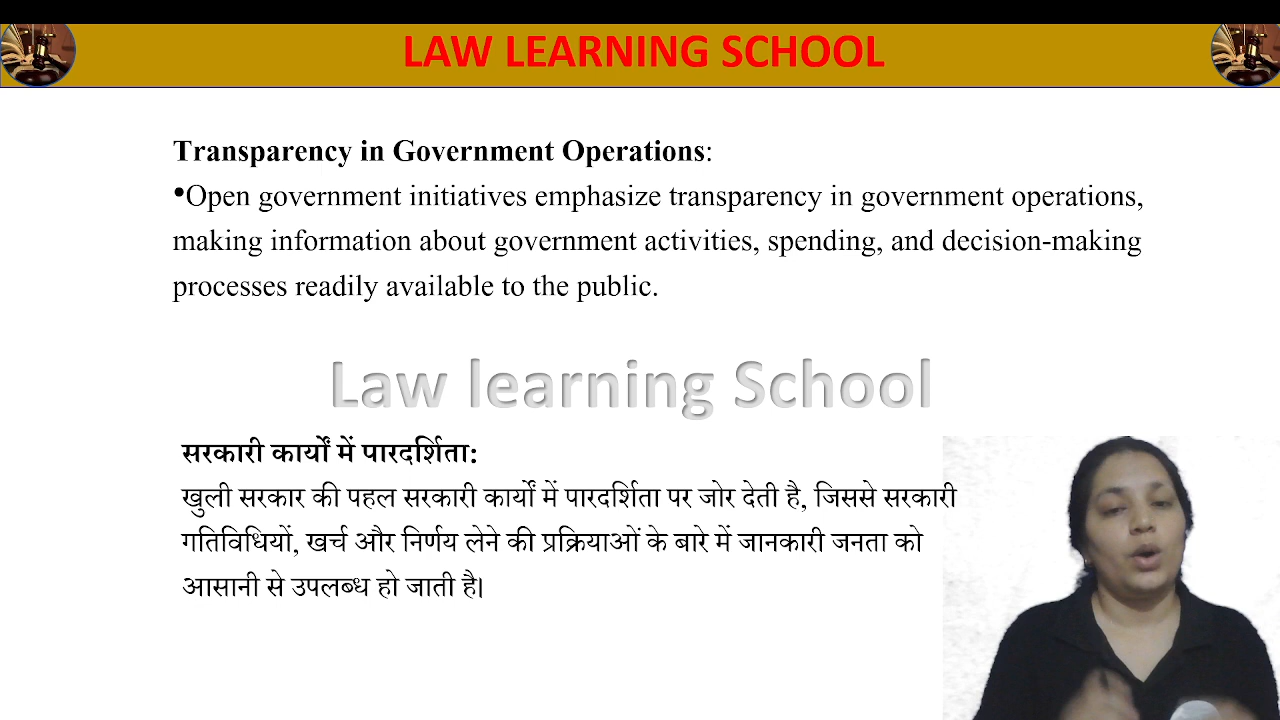 LAW LEARNING SCHOOL
Transparency in Government Operations:
•Open government initiatives emphasize transparency in government operations,
making information about government activities, spending, and decision-making
processes readily available to the public.
Law learning School
सरकारी कार्यों में पारदर्शिता:
खुली सरकार की पहल सरकारी कार्यों में पारदर्शिता पर जोर देती है, जिससे सरकारी
गतिविधियों, खर्च और निर्णय लेने की प्रक्रियाओं के बारे में जानकारी जनता को
आसानी से उपलब्ध हो जाती है।